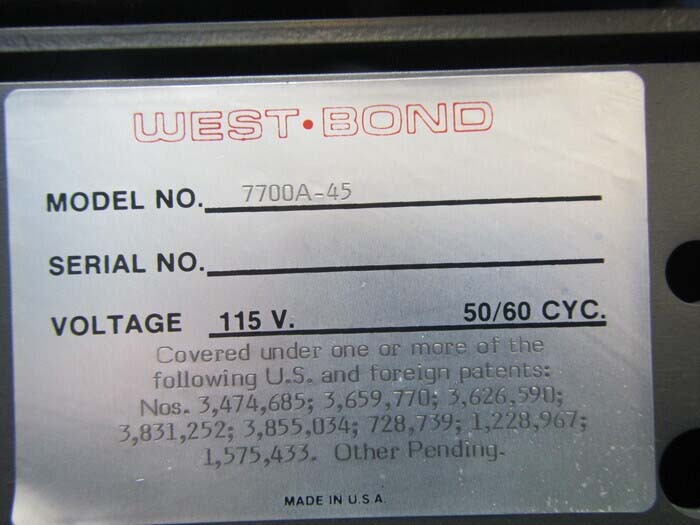 WEST·BOND
MODEL NO. 7700A-45
SERIAL NO.
VOLTAGE 115 V. 50/60 CYC.
Covered under one or more of the
following U.S. and foreign patents:
Nos. 3,474,685; 3,659,770; 3,626,590;
3,831,252; 3,855,034; 728,739; 1,228,967;
1,575,433. Other Pending.
MADE IN U.S.A.